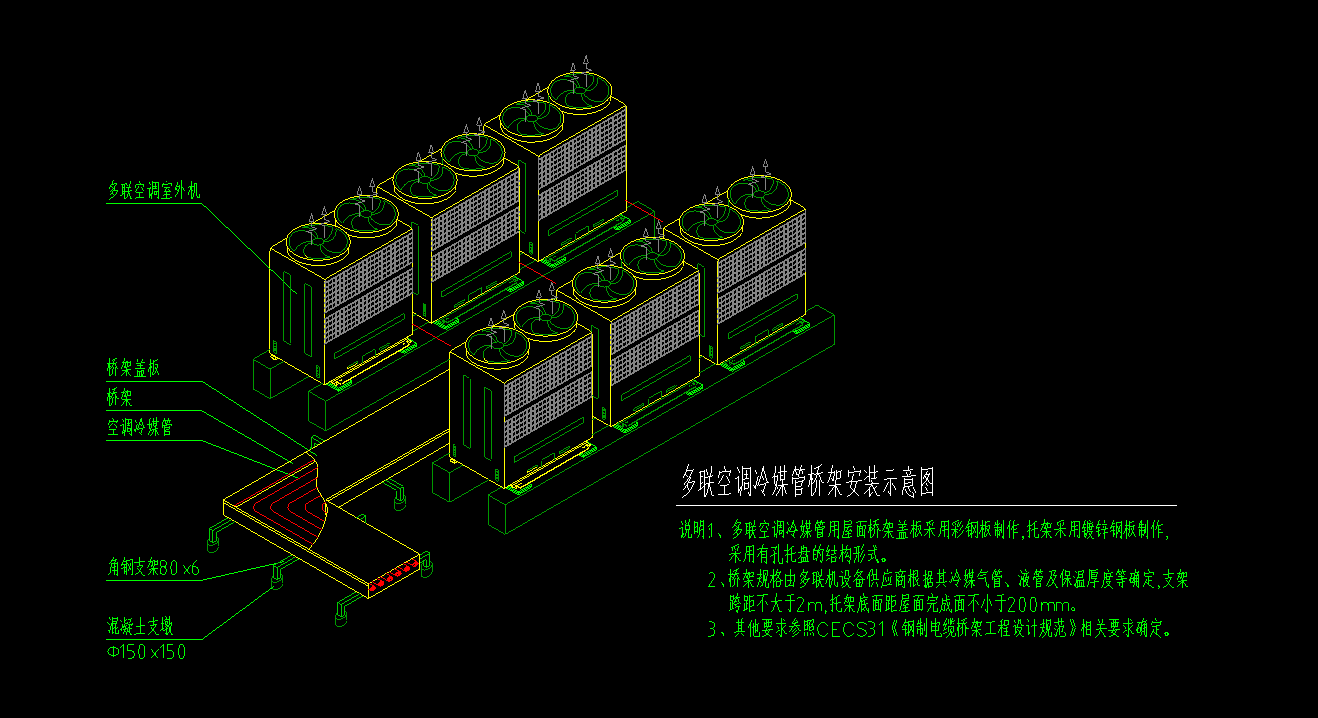 多联空调室外机
桥架盖板
桥架
空调冷媒管
角钢支架80×6
混凝土支墩
Φ150×150
多联空调冷媒管桥架安装示意图
说明1、多联空调冷媒管用屋面桥架盖板采用彩钢板制作,托架采用镀锌钢板制作,
采用有孔托盘的结构形式。
2、桥架规格由多联机设备供应商根据其冷媒气管、液管及保温厚度等确定,支架
跨距不大于2m,托架底面距屋面完成面不小于200mm。
3、其他要求参照CECS31《钢制电缆桥架工程设计规范》相关要求确定。